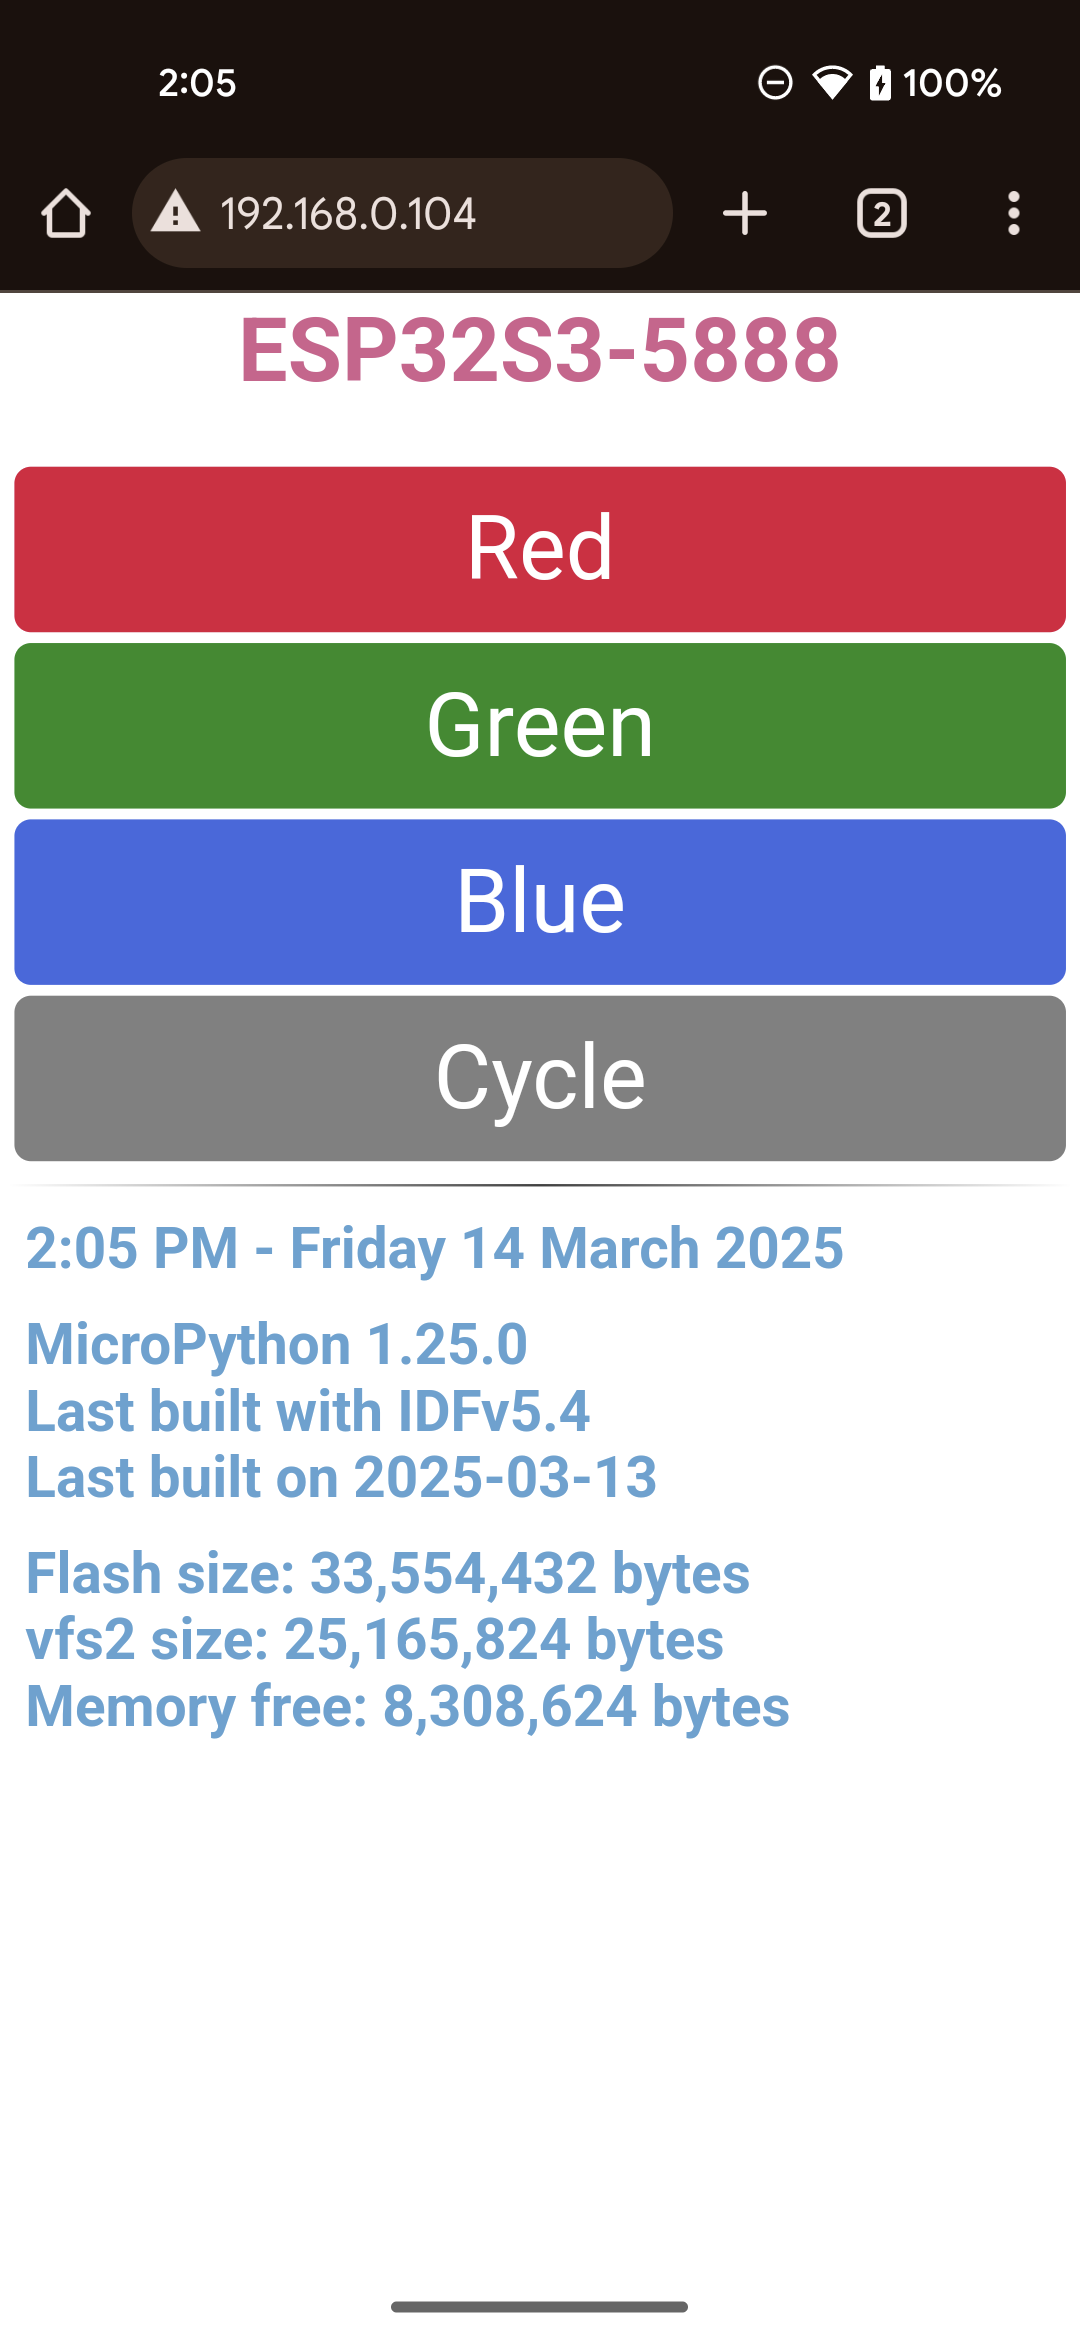 2:05
100%
192.168.0.104
2
ESP32S3-5888
Red
Green
Blue
Cycle
2:05 PM - Friday 14 March 2025
MicroPython 1.25.0
Last built with IDFv5.4
Last built on 2025-03-13
Flash size: 33,554,432 bytes
vfs2 size: 25,165,824 bytes
Memory free: 8,308,624 bytes